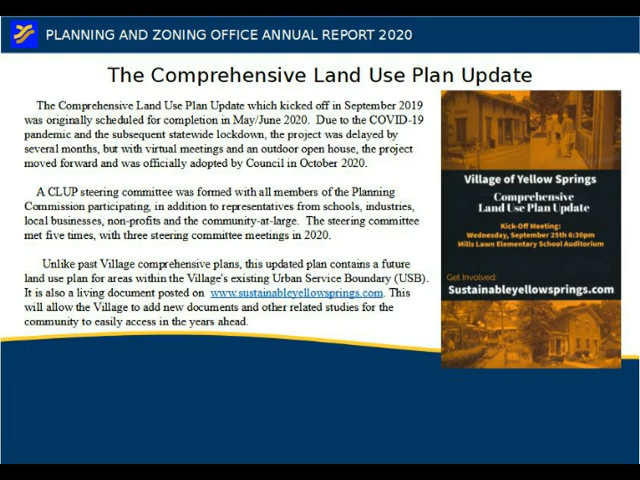 PLANNING AND ZONING OFFICE ANNUAL REPORT 2020
The Comprehensive Land Use Plan Update
The Comprehensive Land Use Plan Update which kicked off in September 2019
was originally scheduled for completion in May/June 2020.  Due to the COVID-19
pandemic and the subsequent statewide lockdown, the project was delayed by
several months, but with virtual meetings and an outdoor open house, the project
moved forward and was officially adopted by Council in October 2020.
A CLUP steering committee was formed with all members of the Planning
Commission participating, in addition to representatives from schools, industries,
local businesses, non-profits and the community-at-large.  The steering committee
met five times, with three steering committee meetings in 2020.
Unlike past Village comprehensive plans, this updated plan contains a future
land use plan for areas within the Village's existing Urban Service Boundary (USB).
It is also a living document posted on  www.sustainableyellowsprings.com. This
will allow the Village to add new documents and other related studies for the
community to easily access in the years ahead.
Village of Yellow Springs
Comprehensive
Land Use Plan Update
Kick-Off Meeting:
Wednesday, September 25th 6:30pm
Mills Lawn Elementary School Auditorium
Get Involved:
Sustainableyellowsprings.com